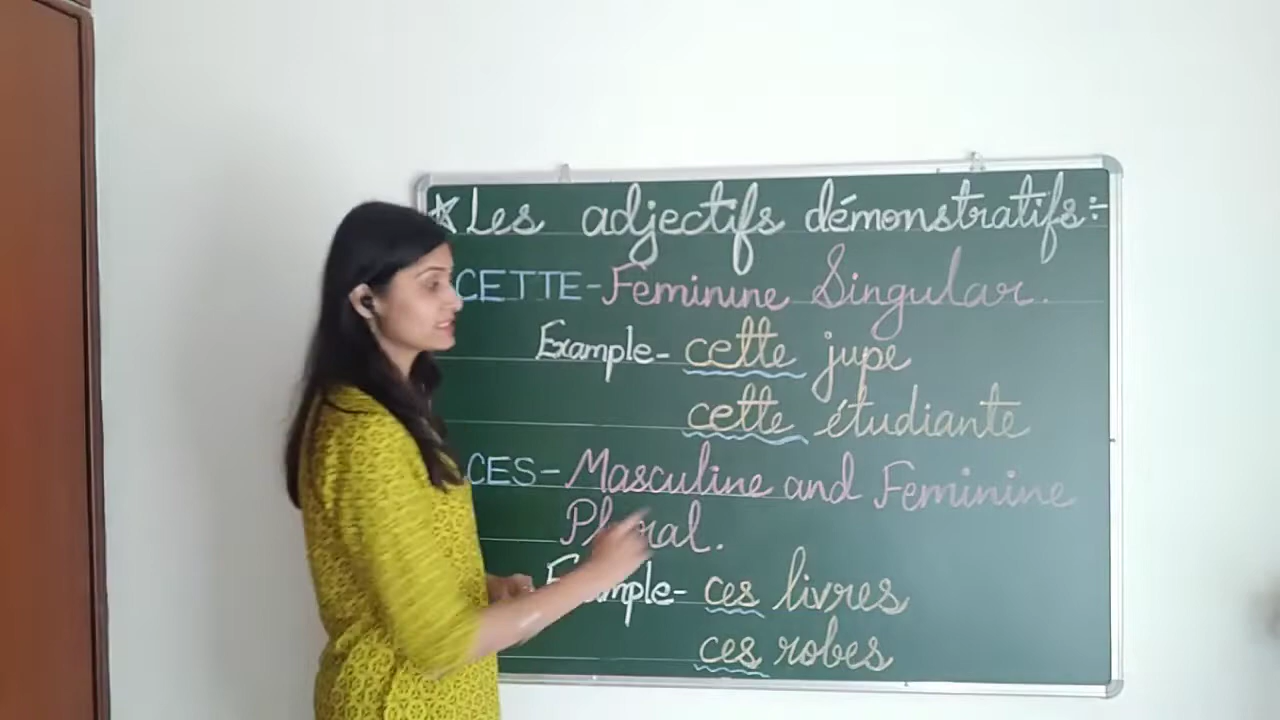 ☆ Les adjectifs démonstratifs:-
CETTE - Feminine Singular.
Example - cette jupe
cette étudiante
CES - Masculine and Feminine
Plural.
Example - ces livres
ces robes